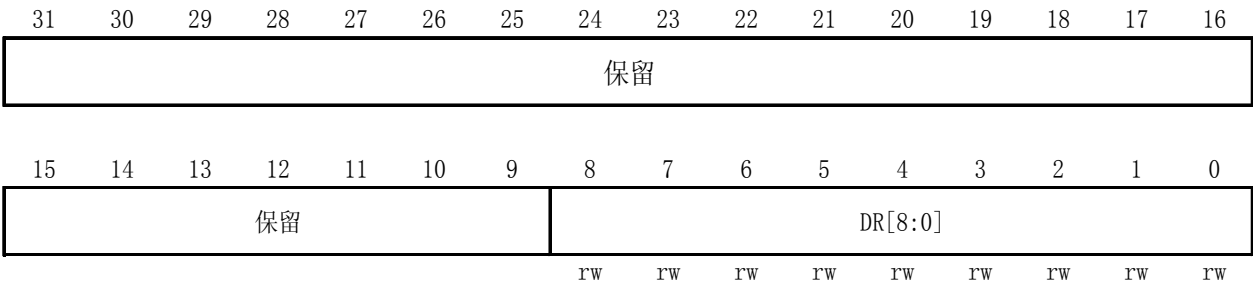 31 30 29 28 27 26 25 24 23 22 21 20 19 18 17 16
保留
15 14 13 12 11 10 9 8 7 6 5 4 3 2 1 0
保留 DR[8:0]
rw rw rw rw rw rw rw rw rw